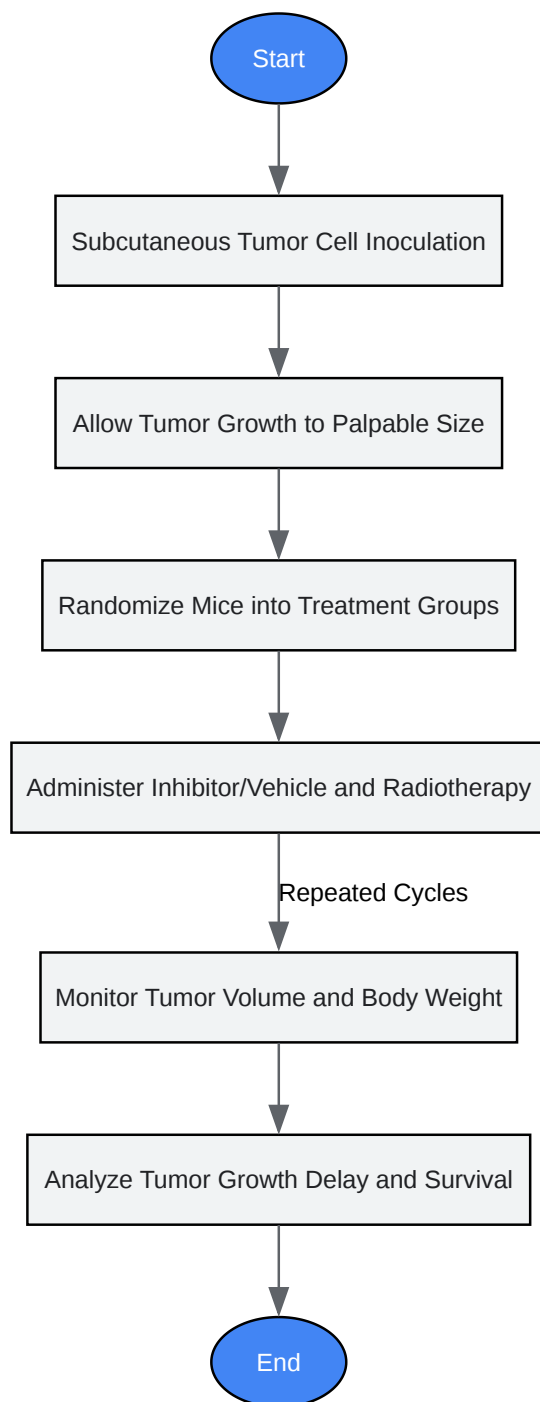 Start
Subcutaneous Tumor Cell Inoculation
Allow Tumor Growth to Palpable Size
Randomize Mice into Treatment Groups
Administer Inhibitor/Vehicle and Radiotherapy
Repeated Cycles
Monitor Tumor Volume and Body Weight
Analyze Tumor Growth Delay and Survival
End